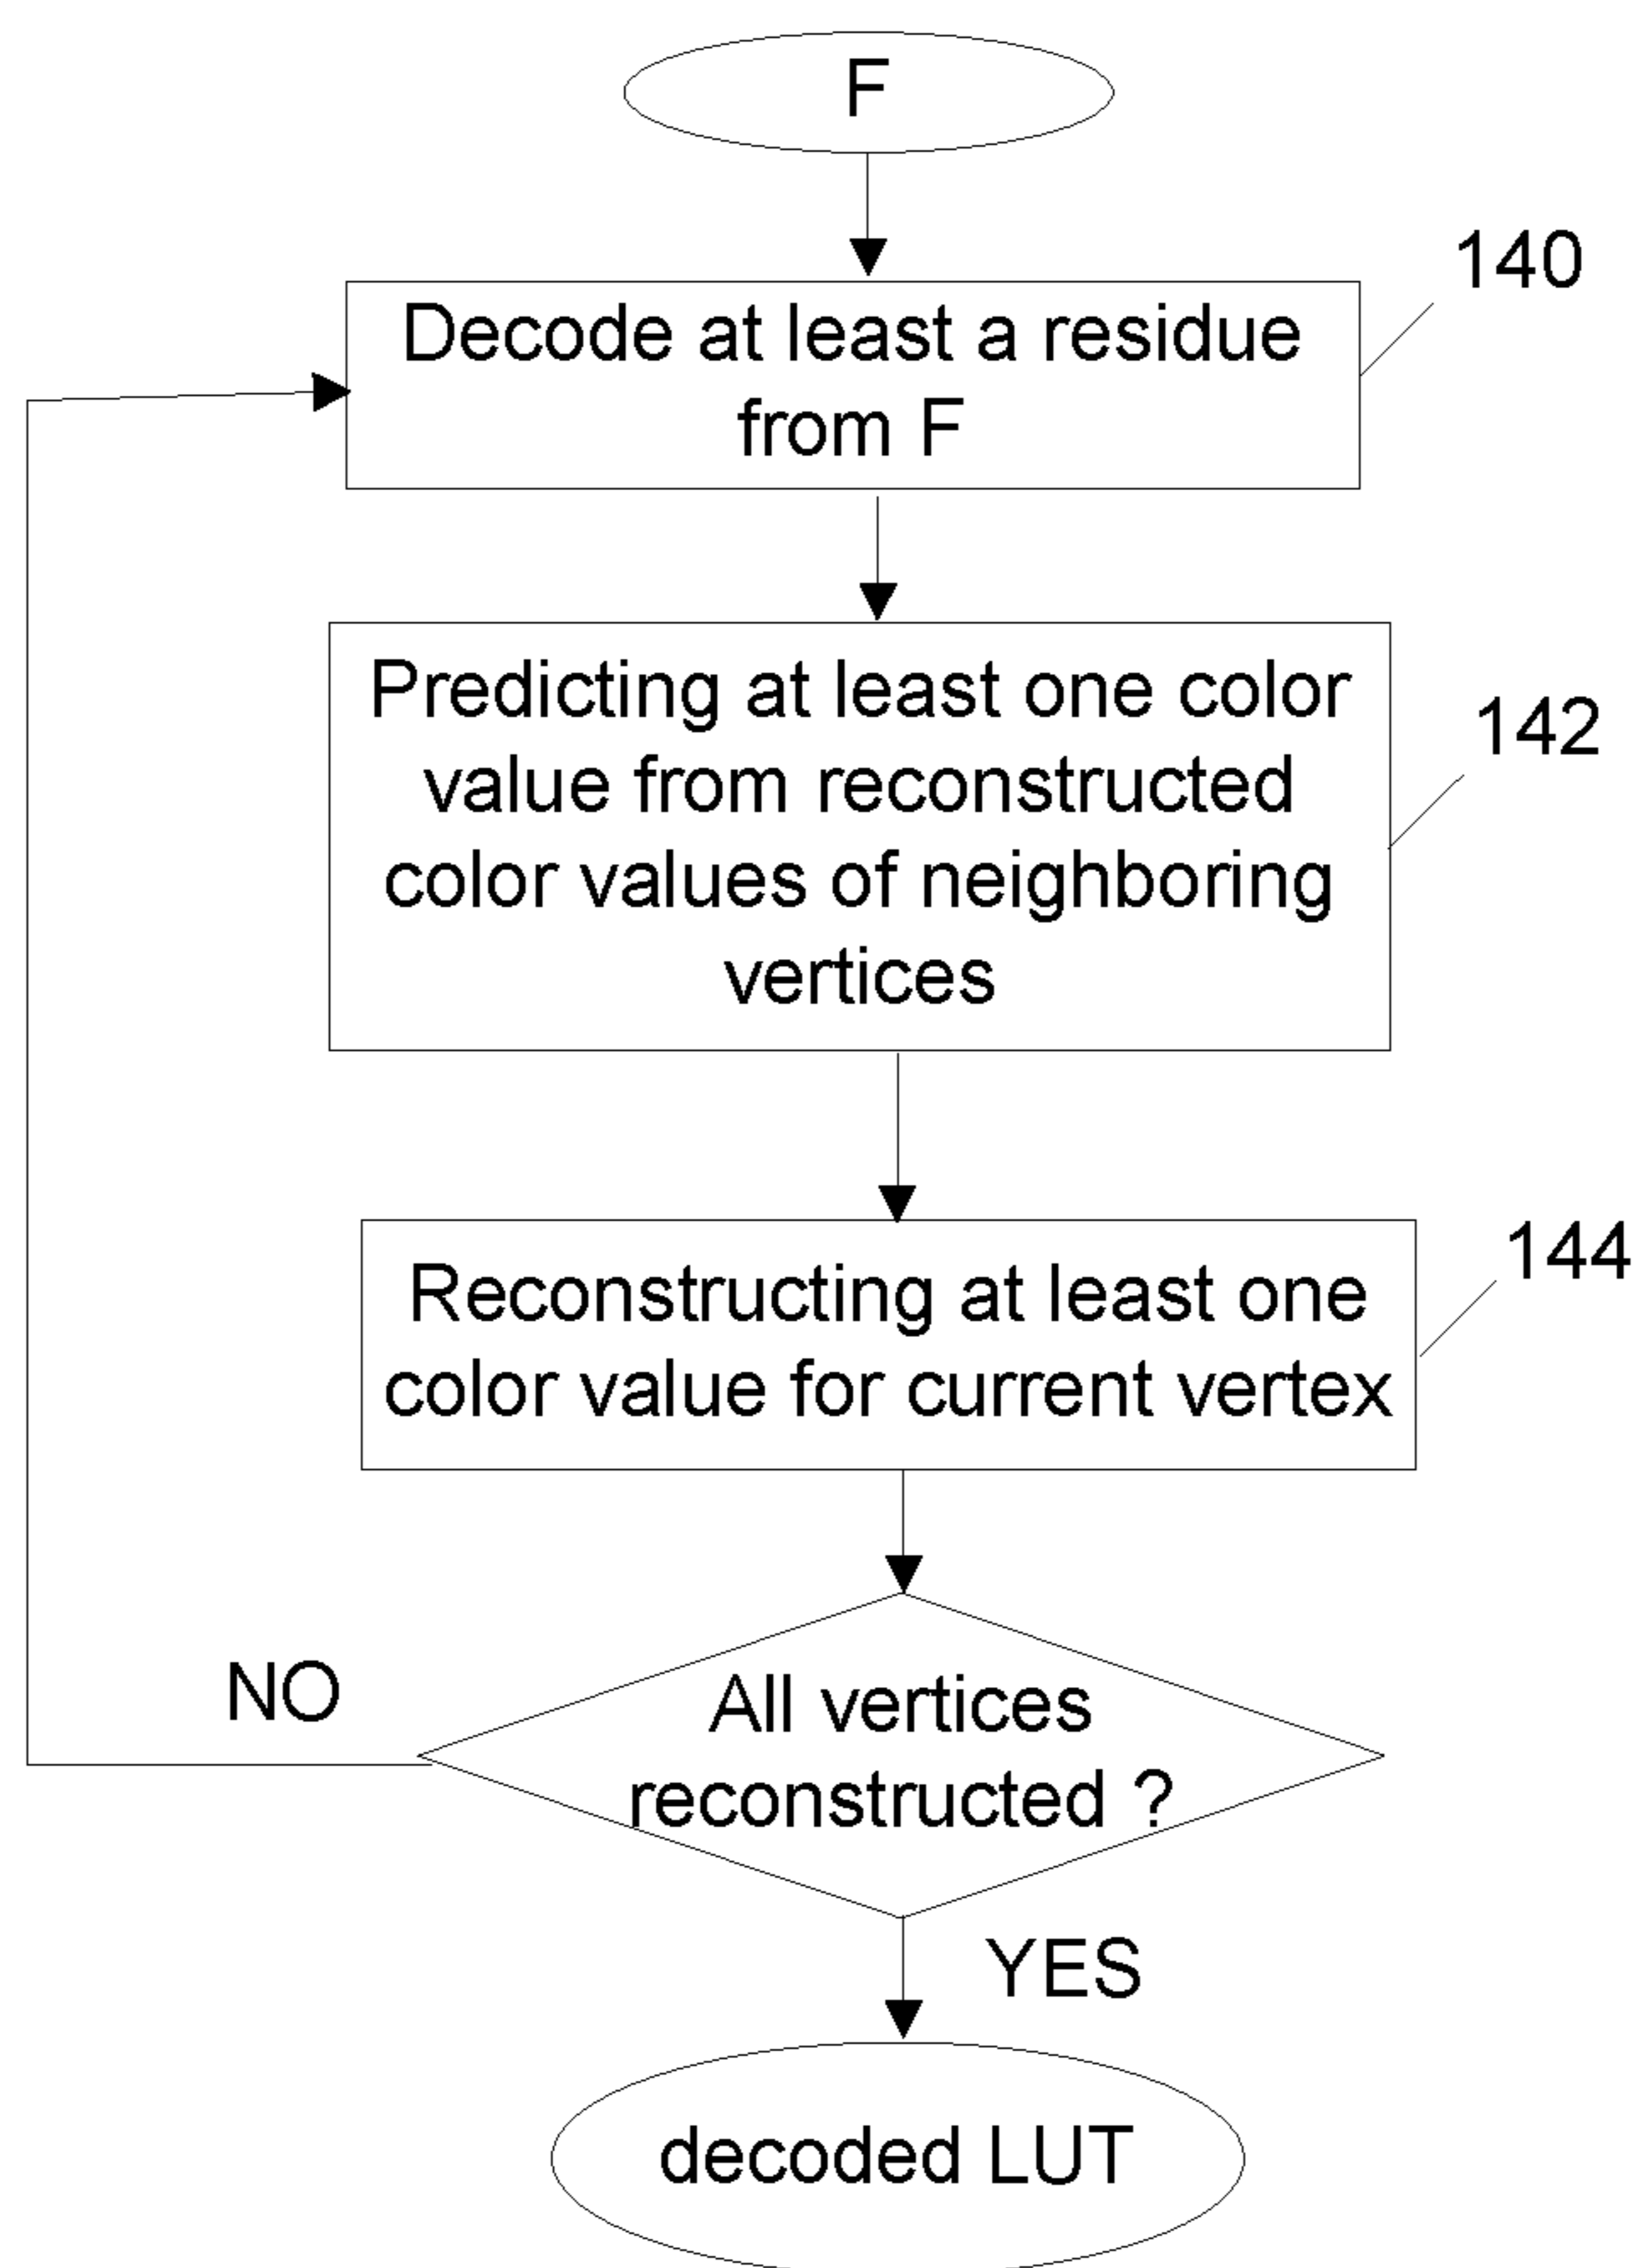 F
140
Decode at least a residue
from F
142
Predicting at least one color
value from reconstructed
color values of neighboring
vertices
144
Reconstructing at least one
color value for current vertex
NO
All vertices
reconstructed ?
YES
decoded LUT